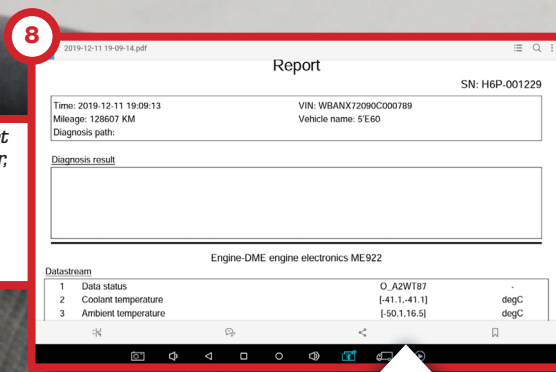 8
2019-12-11 19-09-14.pdf
Report
SN: H6P-001229
Time: 2019-12-11 19:09:13 VIN: WBANX72090C000789
Mileage: 128607 KM Vehicle name: 5'E60
Diagnosis path:
Diagnosis result
Engine-DME engine electronics ME922
Datastream
1 Data status O_A2WT87 -
2 Coolant temperature [-41.1,-41.1] degC
3 Ambient temperature [-50.1,16.5] degC